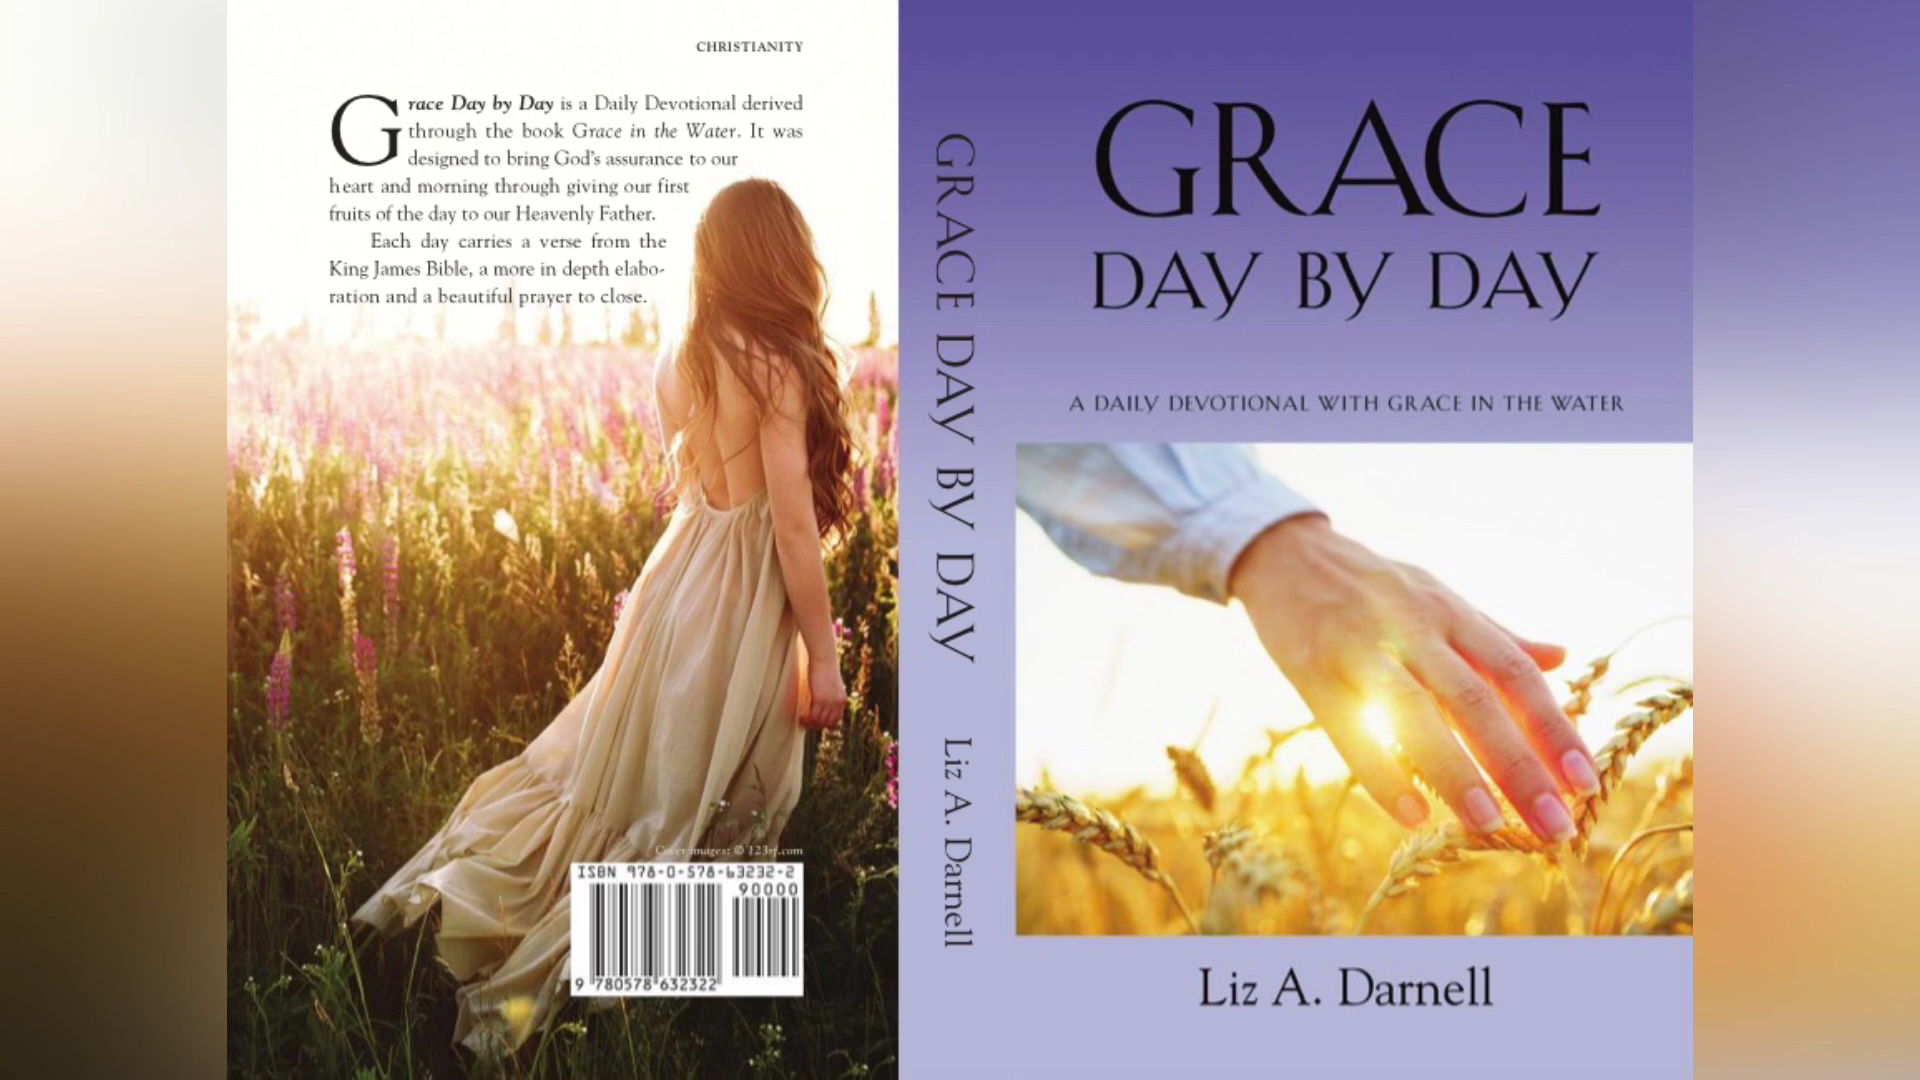 CHRISTIANITY
Grace Day by Day is a Daily Devotional derived
through the book Grace in the Water. It was
designed to bring God's assurance to our
heart and morning through giving our first
fruits of the day to our Heavenly Father.
Each day carries a verse from the
King James Bible, a more in depth elabo-
ration and a beautiful prayer to close.
Cover images: © 123rf.com
ISBN 978-0-578-63232-2
90000
9 780578 632322
GRACE DAY BY DAY Liz A. Darnell
GRACE
DAY BY DAY
A DAILY DEVOTIONAL WITH GRACE IN THE WATER
Liz A. Darnell